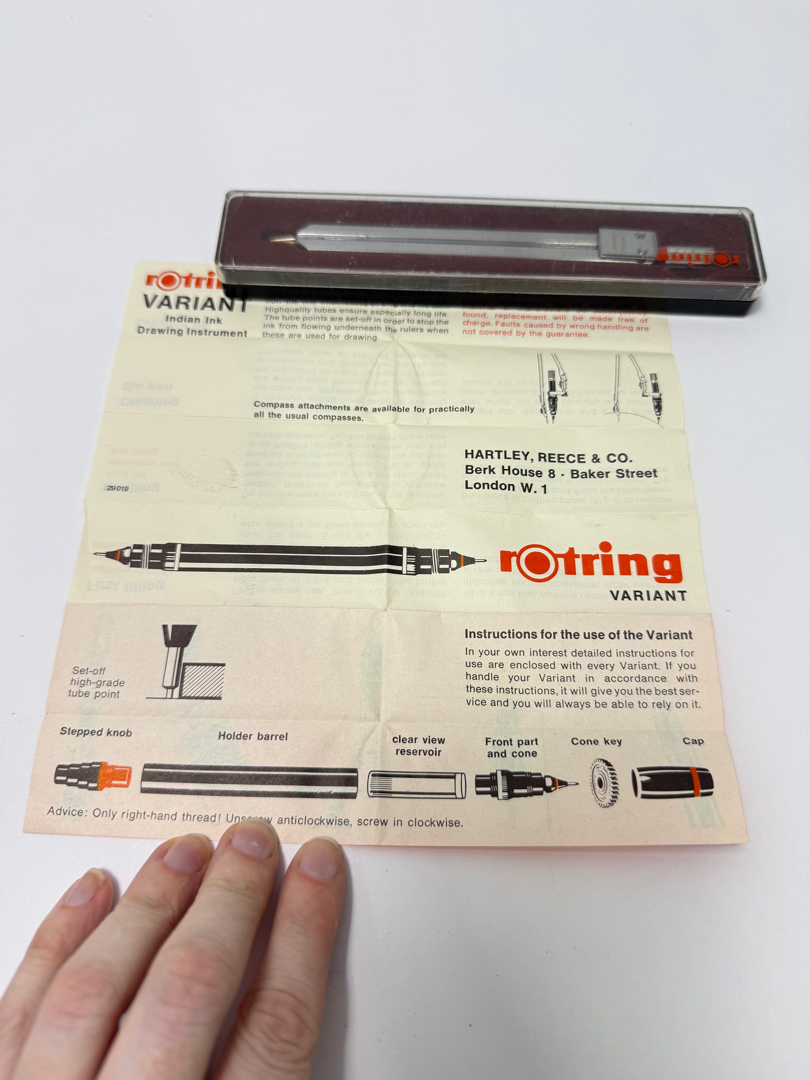 rotring
rotri
VARIANT
Indian Ink
Drawing Instrument
Highquality tubes ensure especially long life.
The tube points are set-off in order to stop the
ink from flowing underneath the rulers when
these are used for drawing.
found, replacement will be made free of
charge. Faults caused by wrong handling are
not covered by the guarantee.
Compass attachments are available for practically
all the usual compasses.
HARTLEY, REECE & CO.
Berk House 8 · Baker Street
London W. 1
29019
rotring
VARIANT
Set-off
high-grade
tube point
Instructions for the use of the Variant
In your own interest detailed instructions for
use are enclosed with every Variant. If you
handle your Variant in accordance with
these instructions, it will give you the best ser-
vice and you will always be able to rely on it.
Stepped knob
Holder barrel
clear view
reservoir
Front part
and cone
Cone key
Cap
Advice: Only right-hand thread! Unscrew anticlockwise, screw in clockwise.